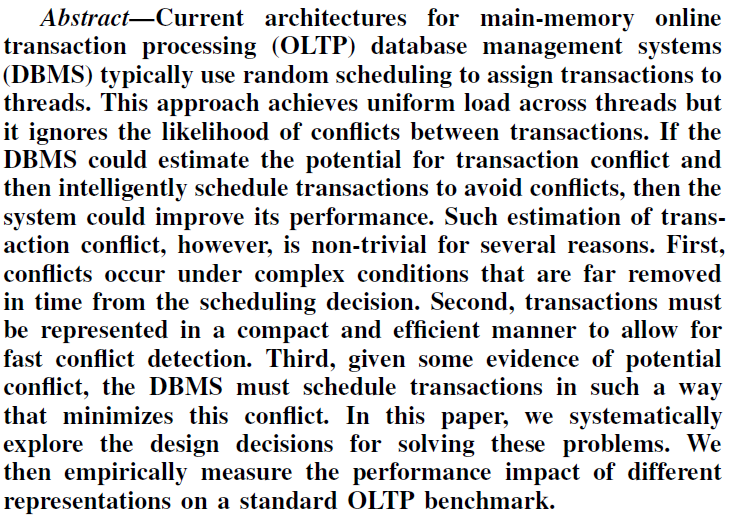 Abstract—Current architectures for main-memory online
transaction processing (OLTP) database management systems
(DBMS) typically use random scheduling to assign transactions to
threads. This approach achieves uniform load across threads but
it ignores the likelihood of conflicts between transactions. If the
DBMS could estimate the potential for transaction conflict and
then intelligently schedule transactions to avoid conflicts, then the
system could improve its performance. Such estimation of trans-
action conflict, however, is non-trivial for several reasons. First,
conflicts occur under complex conditions that are far removed
in time from the scheduling decision. Second, transactions must
be represented in a compact and efficient manner to allow for
fast conflict detection. Third, given some evidence of potential
conflict, the DBMS must schedule transactions in such a way
that minimizes this conflict. In this paper, we systematically
explore the design decisions for solving these problems. We
then empirically measure the performance impact of different
representations on a standard OLTP benchmark.